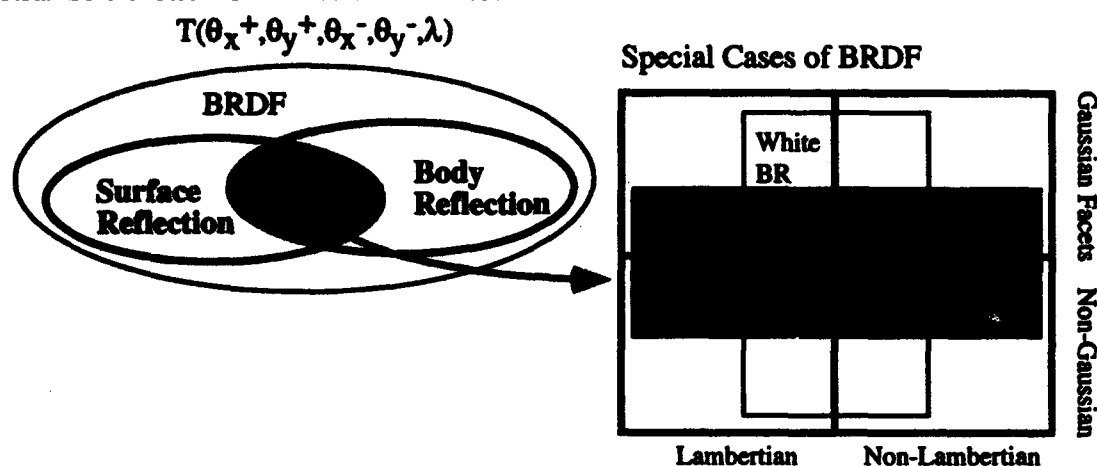 T(θx+,θy+,θx-,θy-,λ)
BRDF
Surface
Reflection
Body
Reflection
Special Cases of BRDF
White
BR
Gaussian Facets
Non-Gaussian
Lambertian
Non-Lambertian